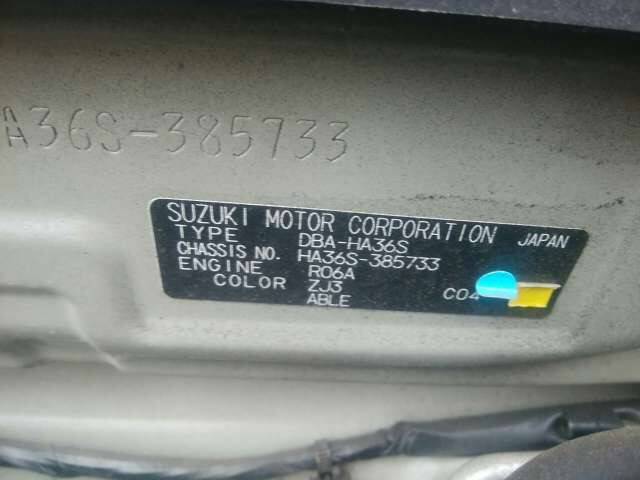 A36S-385733
SUZUKI MOTOR CORPORATION JAPAN
TYPE DBA-HA36S
CHASSIS NO. HA36S-385733
ENGINE R06A
COLOR ZJ3
ABLE C04